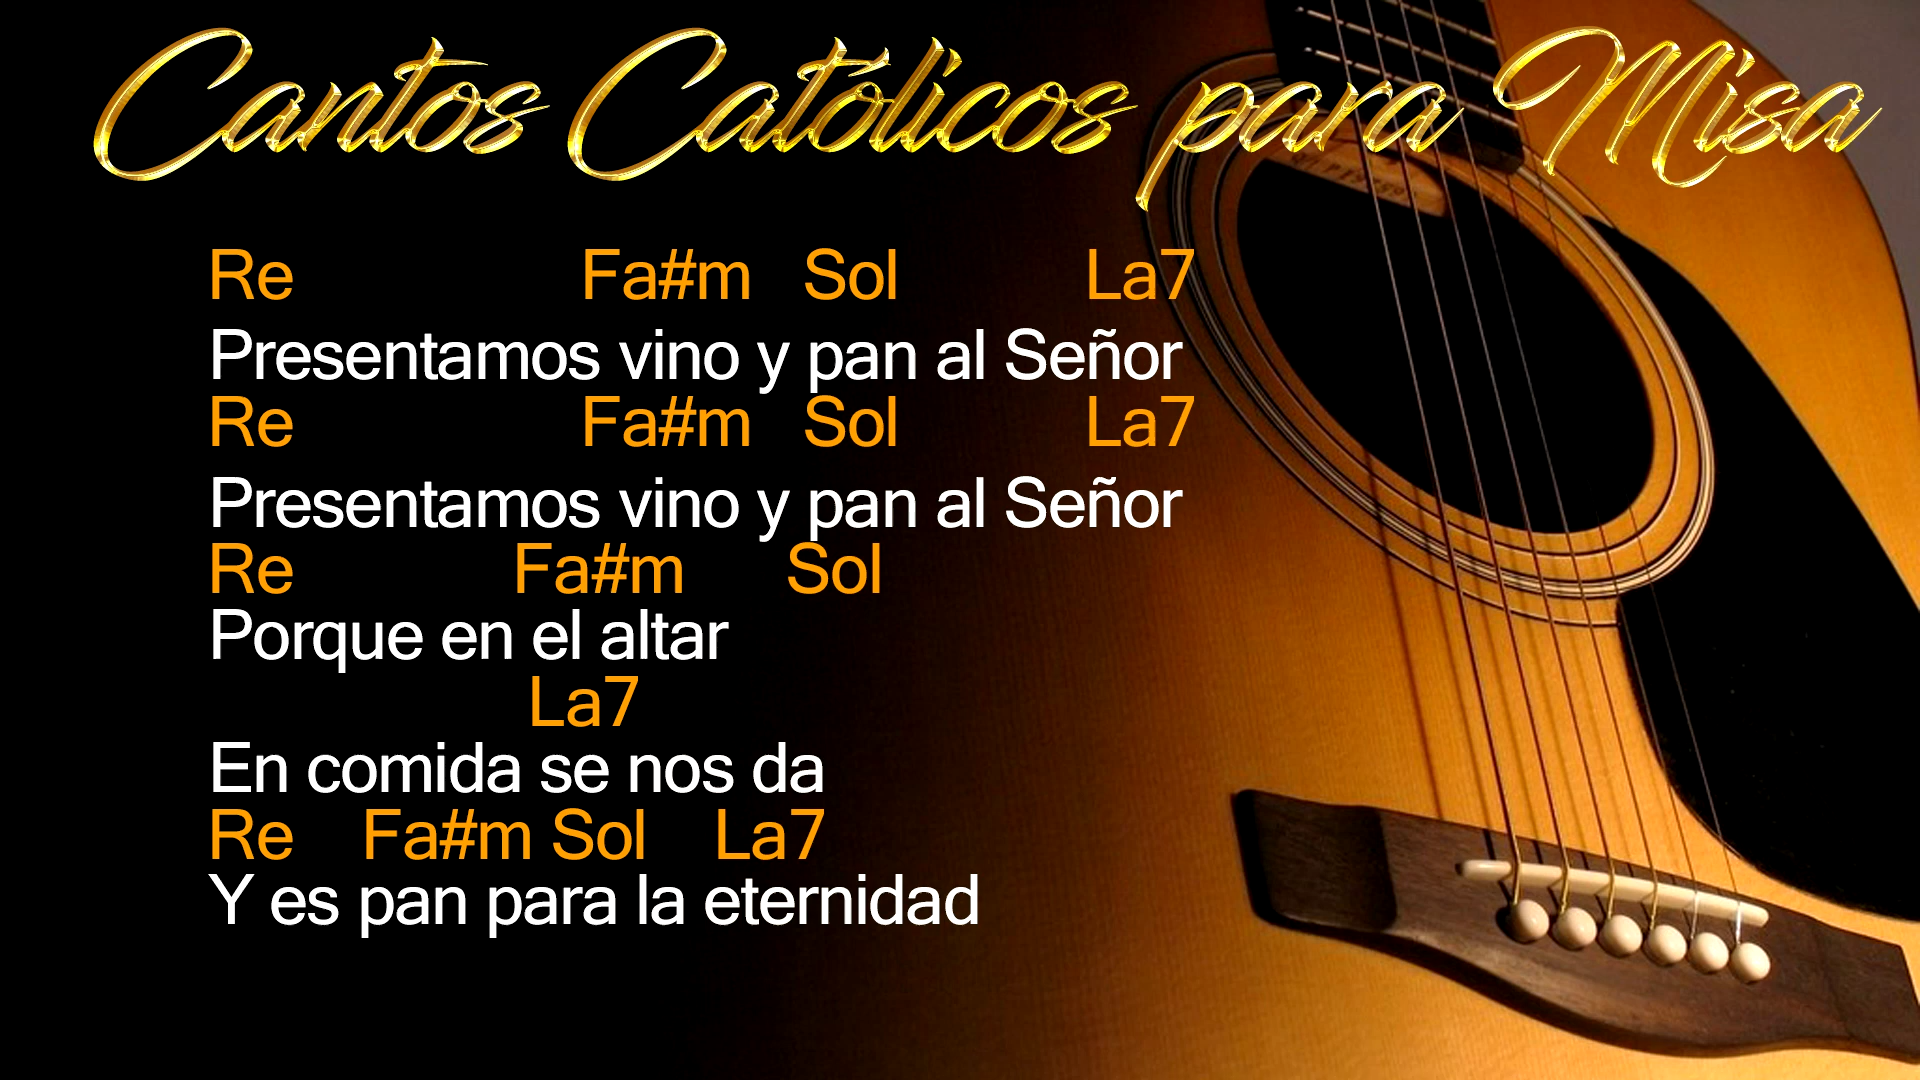 Cantos Católicos para Misa
Re Fa#m Sol La7
Presentamos vino y pan al Señor
Re Fa#m Sol La7
Presentamos vino y pan al Señor
Re Fa#m Sol
Porque en el altar
La7
En comida se nos da
Re Fa#m Sol La7
Y es pan para la eternidad